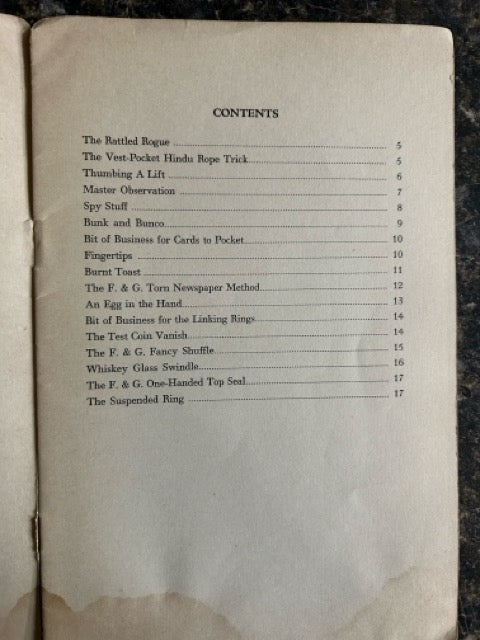 CONTENTS
The Rattled Rogue 5
The Vest-Pocket Hindu Rope Trick 5
Thumbing A Lift 6
Master Observation 7
Spy Stuff 8
Bunk and Bunco 9
Bit of Business for Cards to Pocket 10
Fingertips 10
Burnt Toast 11
The F. & G. Torn Newspaper Method 12
An Egg in the Hand 13
Bit of Business for the Linking Rings 14
The Test Coin Vanish 14
The F. & G. Fancy Shuffle 15
Whiskey Glass Swindle 16
The F. & G. One-Handed Top Seal 17
The Suspended Ring 17